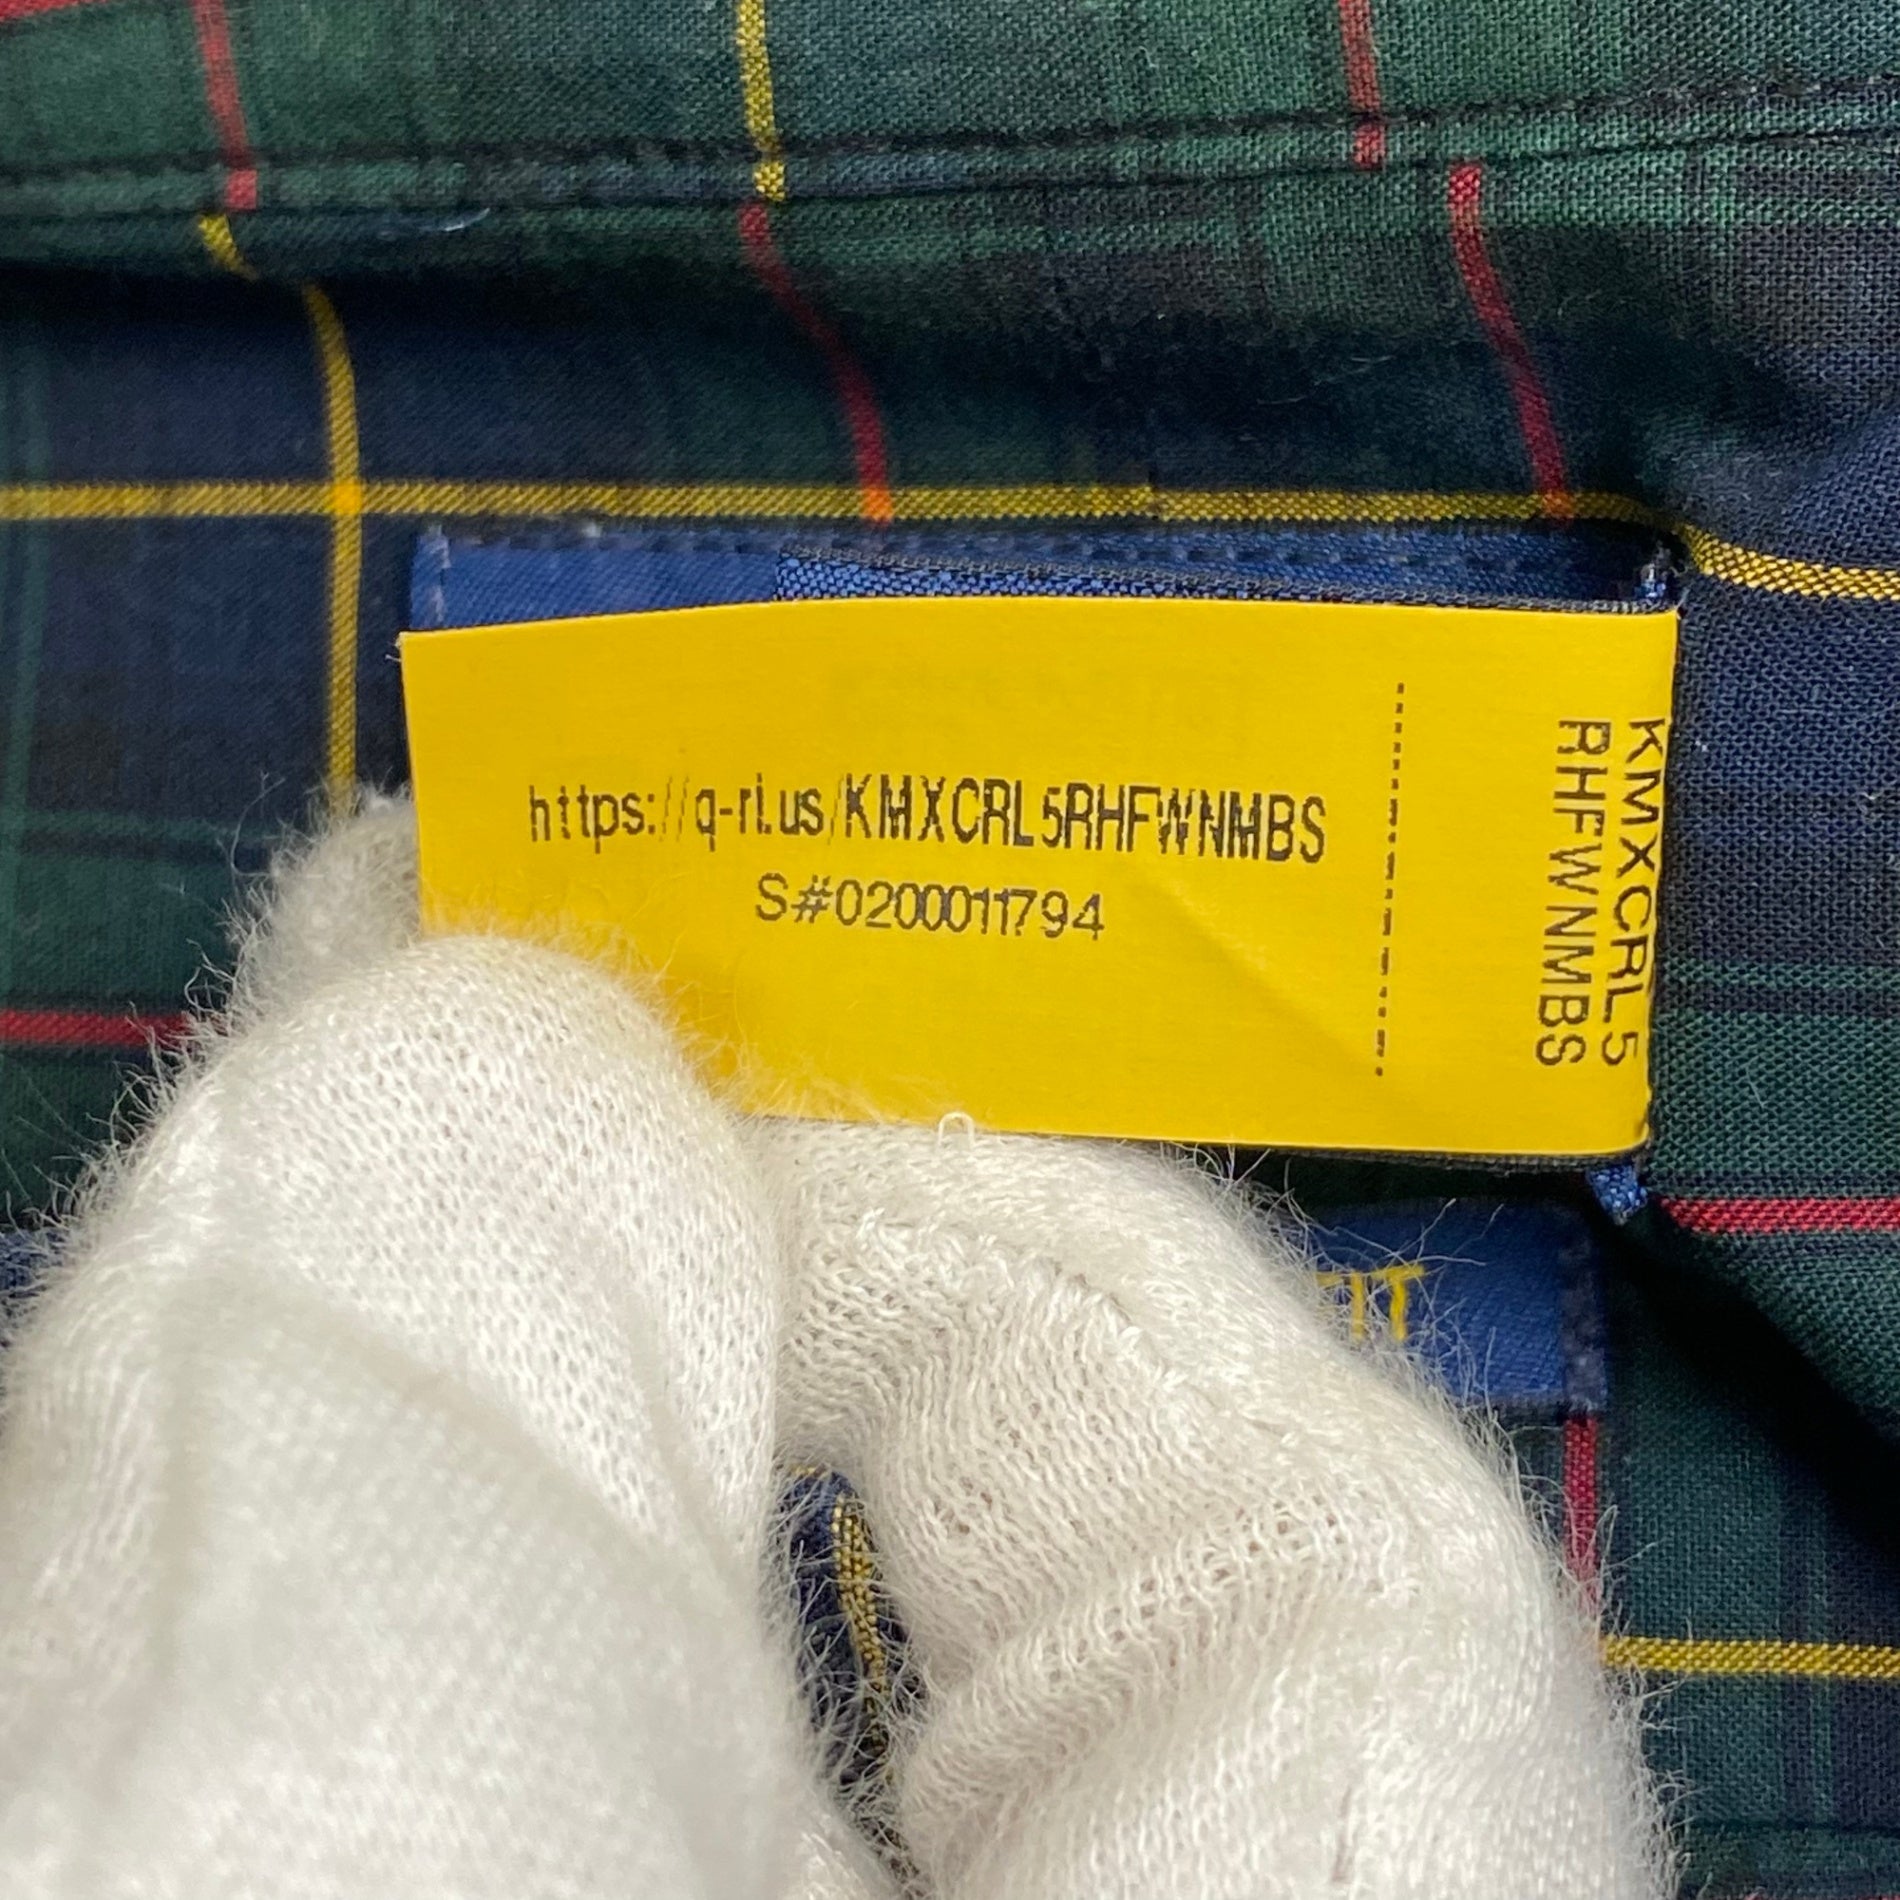 https://q-rl.us/KMXCRL5RHFWNMBS
S#0200011794
KMXCRL5
RHFWNMBS